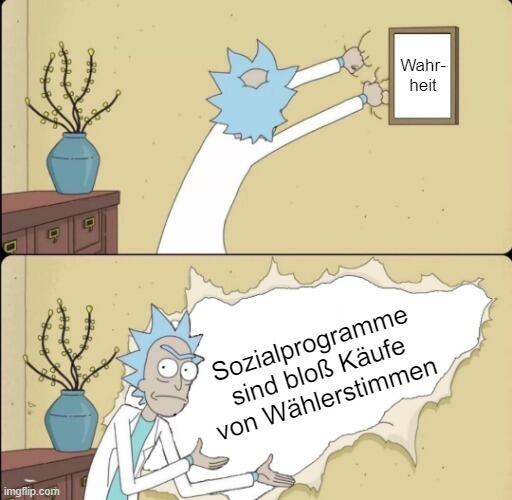 Wahr-
heit
Sozialprogramme
sind bloß Käufe
von Wählerstimmen
imgflip.com